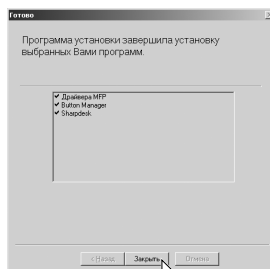 Готово
Программа установки завершила установку
выбранных Вами программ.
✔ Драйвера MFP
✔ Button Manager
✔ Sharpdesk
< Назад
Закрыть
Отмена